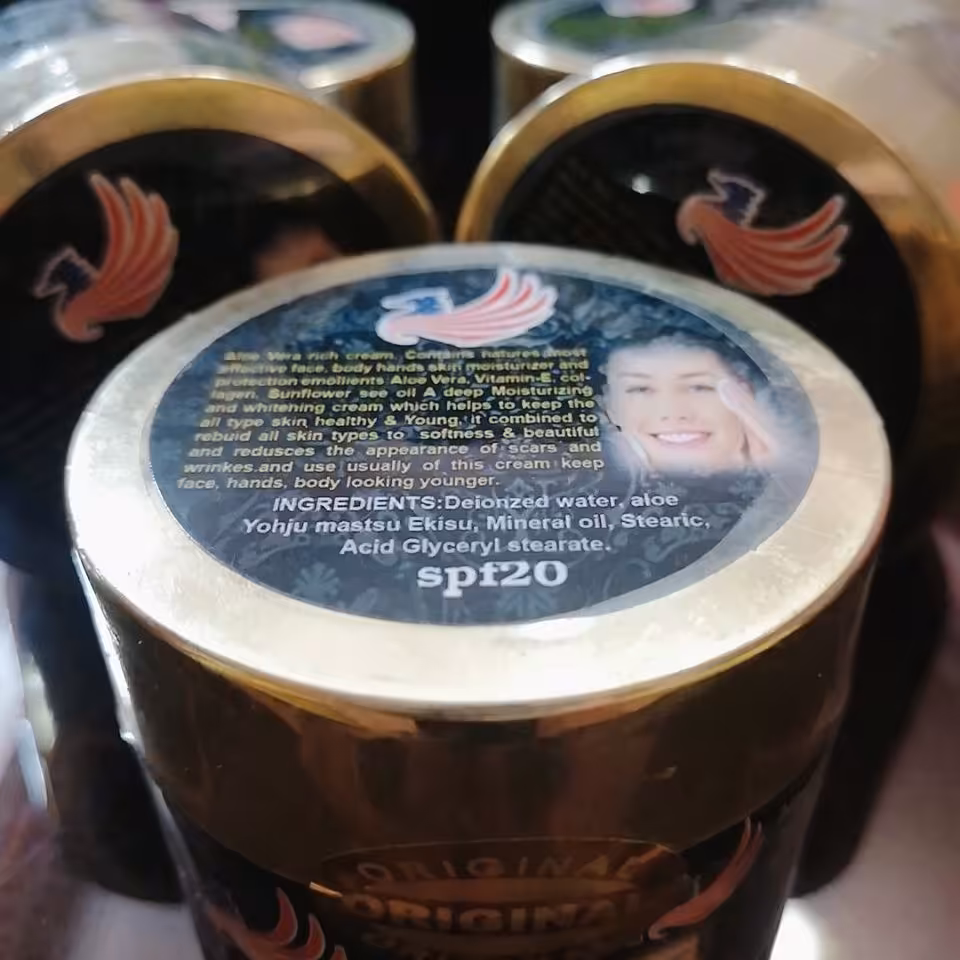 Aloe Vera rich cream. Contains natures most
effective face, body hands skin moisturizer and
protection emollients Aloe Vera, Vitamin-E, col-
lagen, Sunflower see oil A deep Moisturizing
and whitening cream which helps to keep the
all type skin healthy & Young, it combined to
rebuid all skin types to softness & beautiful
and redusces the appearance of scars and
wrinkes.and use usually of this cream keep
face, hands, body looking younger.
INGREDIENTS:Deionzed water, aloe
Yohju mastsu Ekisu, Mineral oil, Stearic,
Acid Glyceryl stearate.
spf20
ORIGINAL
ORIGINAL